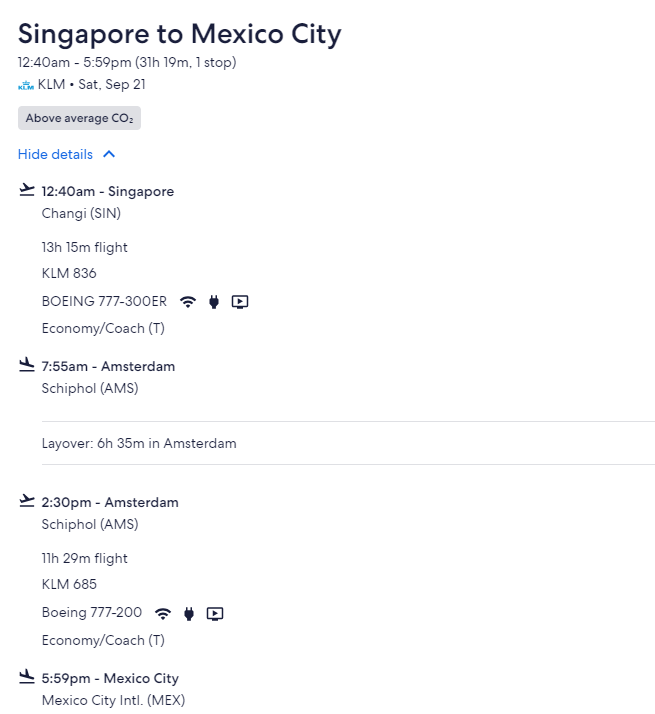 Singapore to Mexico City
12:40am - 5:59pm (31h 19m, 1 stop)
KLM KLM • Sat, Sep 21
Above average CO₂
Hide details
12:40am - Singapore
Changi (SIN)
13h 15m flight
KLM 836
BOEING 777-300ER
Economy/Coach (T)
7:55am - Amsterdam
Schiphol (AMS)
Layover: 6h 35m in Amsterdam
2:30pm - Amsterdam
Schiphol (AMS)
11h 29m flight
KLM 685
Boeing 777-200
Economy/Coach (T)
5:59pm - Mexico City
Mexico City Intl. (MEX)